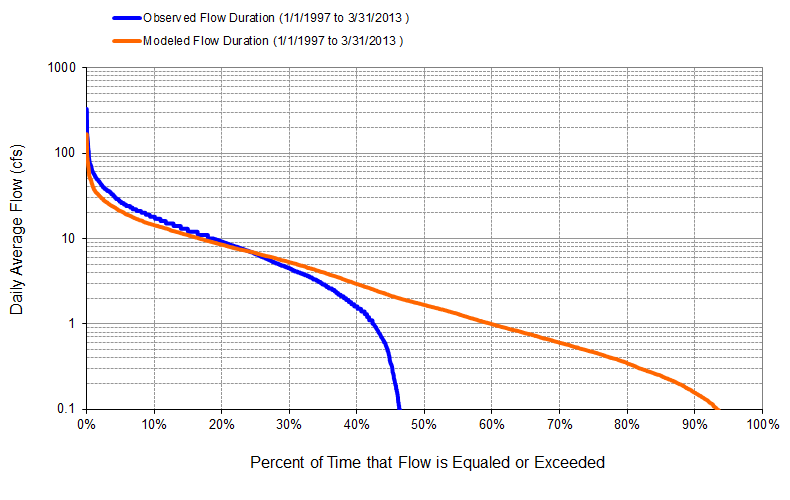 Observed Flow Duration (1/1/1997 to 3/31/2013 )
Modeled Flow Duration (1/1/1997 to 3/31/2013 )
1000
100
10
1
0.1
Daily Average Flow (cfs)
0% 10% 20% 30% 40% 50% 60% 70% 80% 90% 100%
Percent of Time that Flow is Equaled or Exceeded